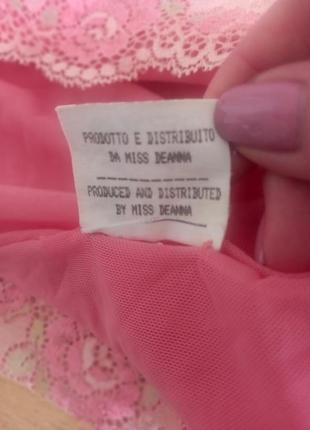 PRODOTTO E DISTRIBUITO
DA MISS DEANNA
PRODUCED AND DISTRIBUTED
BY MISS DEANNA